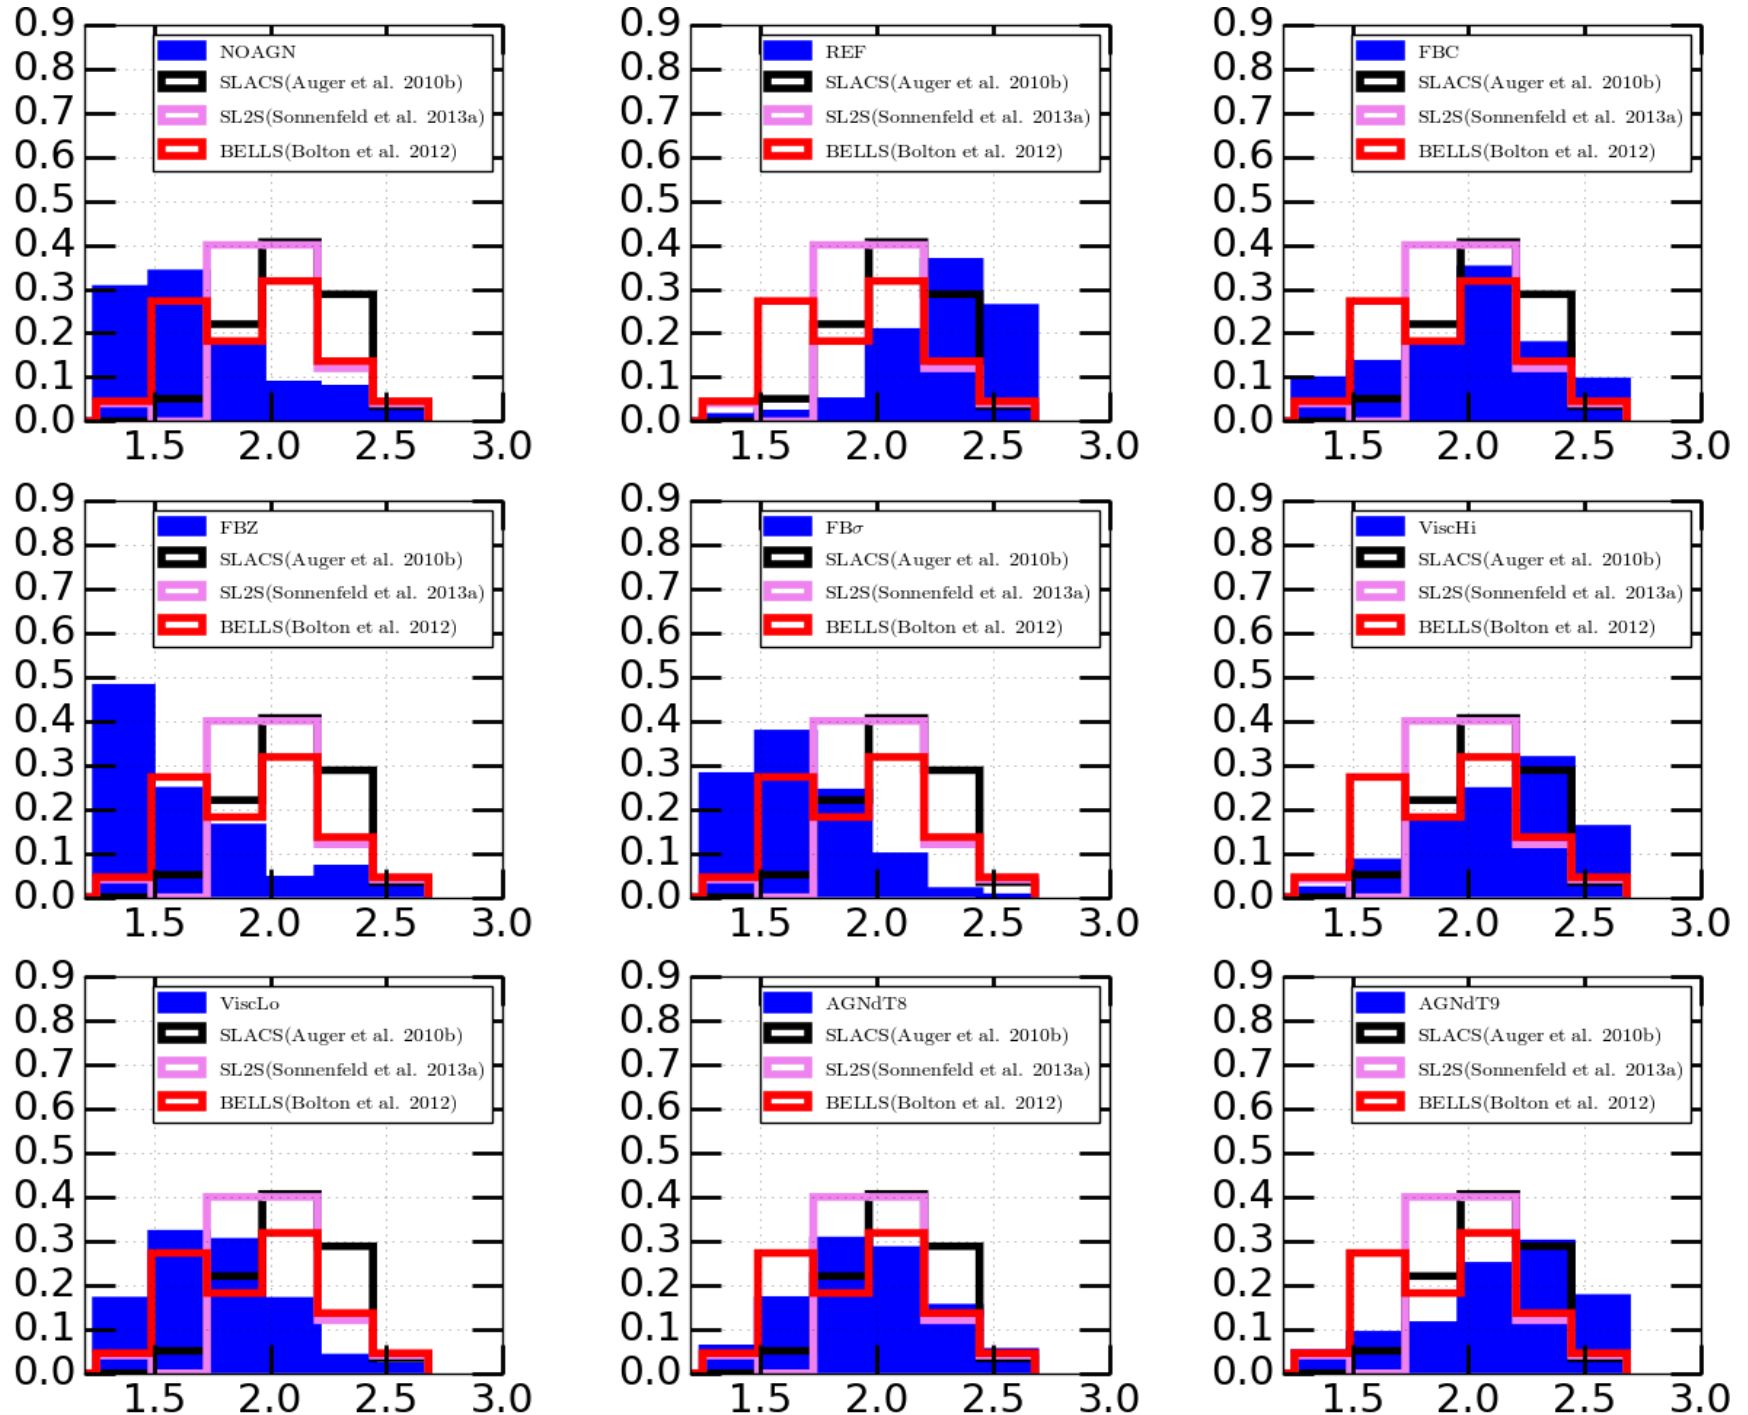 0.9
0.8
0.7
0.6
0.5
0.4
0.3
0.2
0.1
0.0
1.5 2.0 2.5 3.0
NOAGN
SLACS(Auger et al. 2010b)
SL2S(Sonnenfeld et al. 2013a)
BELLS(Bolton et al. 2012)
0.9
0.8
0.7
0.6
0.5
0.4
0.3
0.2
0.1
0.0
1.5 2.0 2.5 3.0
REF
SLACS(Auger et al. 2010b)
SL2S(Sonnenfeld et al. 2013a)
BELLS(Bolton et al. 2012)
0.9
0.8
0.7
0.6
0.5
0.4
0.3
0.2
0.1
0.0
1.5 2.0 2.5 3.0
FBC
SLACS(Auger et al. 2010b)
SL2S(Sonnenfeld et al. 2013a)
BELLS(Bolton et al. 2012)
0.9
0.8
0.7
0.6
0.5
0.4
0.3
0.2
0.1
0.0
1.5 2.0 2.5 3.0
FBZ
SLACS(Auger et al. 2010b)
SL2S(Sonnenfeld et al. 2013a)
BELLS(Bolton et al. 2012)
0.9
0.8
0.7
0.6
0.5
0.4
0.3
0.2
0.1
0.0
1.5 2.0 2.5 3.0
FBσ
SLACS(Auger et al. 2010b)
SL2S(Sonnenfeld et al. 2013a)
BELLS(Bolton et al. 2012)
0.9
0.8
0.7
0.6
0.5
0.4
0.3
0.2
0.1
0.0
1.5 2.0 2.5 3.0
ViscHi
SLACS(Auger et al. 2010b)
SL2S(Sonnenfeld et al. 2013a)
BELLS(Bolton et al. 2012)
0.9
0.8
0.7
0.6
0.5
0.4
0.3
0.2
0.1
0.0
1.5 2.0 2.5 3.0
ViscLo
SLACS(Auger et al. 2010b)
SL2S(Sonnenfeld et al. 2013a)
BELLS(Bolton et al. 2012)
0.9
0.8
0.7
0.6
0.5
0.4
0.3
0.2
0.1
0.0
1.5 2.0 2.5 3.0
AGNdT8
SLACS(Auger et al. 2010b)
SL2S(Sonnenfeld et al. 2013a)
BELLS(Bolton et al. 2012)
0.9
0.8
0.7
0.6
0.5
0.4
0.3
0.2
0.1
0.0
1.5 2.0 2.5 3.0
AGNdT9
SLACS(Auger et al. 2010b)
SL2S(Sonnenfeld et al. 2013a)
BELLS(Bolton et al. 2012)